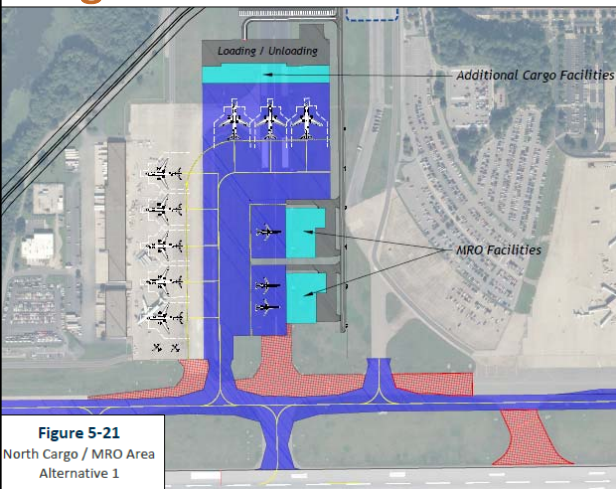 Loading / Unloading
Additional Cargo Facilities
MRO Facilities
Figure 5-21
North Cargo / MRO Area
Alternative 1